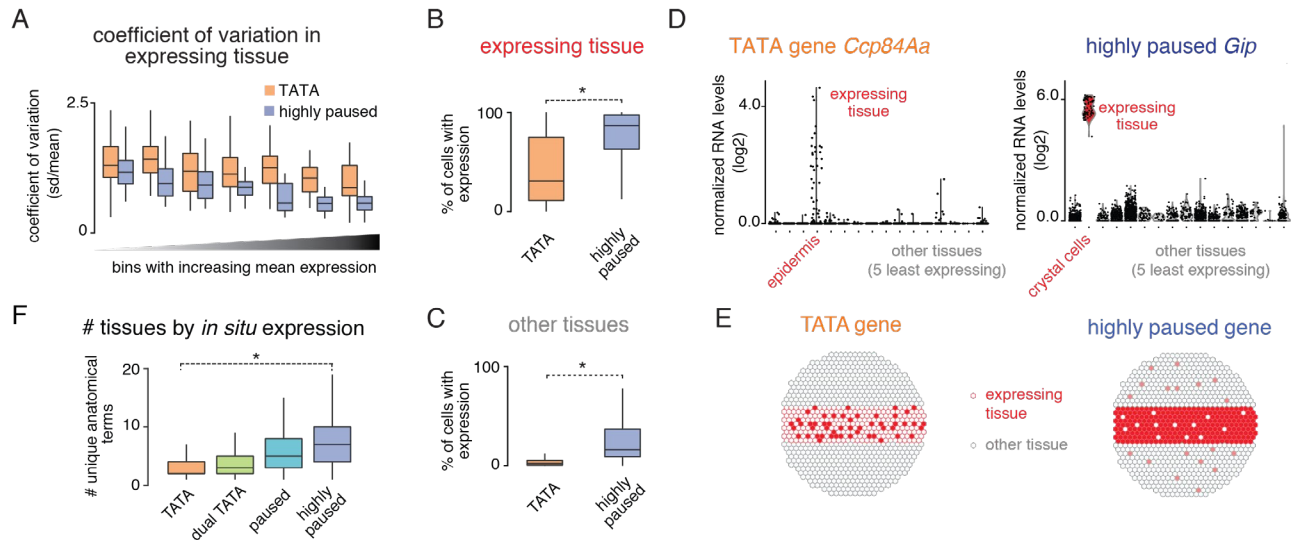 A
coefficient of variation in
expressing tissue
TATA
highly paused
2.5
0
coefficient of variation
(sd/mean)
bins with increasing mean expression
B
expressing tissue
*
100
0
% of cells with
expression
TATA
highly
paused
D
TATA gene Ccp84Aa
normalized RNA levels
(log2)
4.0
0.0
expressing
tissue
epidermis
other tissues
(5 least expressing)
highly paused Gip
normalized RNA levels
(log2)
6.0
0.0
expressing
tissue
crystal cells
other tissues
(5 least expressing)
F
# tissues by in situ expression
*
20
10
0
# unique anatomical
terms
TATA
dual TATA
paused
highly
paused
C
other tissues
*
100
0
% of cells with
expression
TATA
highly
paused
E
TATA gene
highly paused gene
expressing
tissue
other tissue